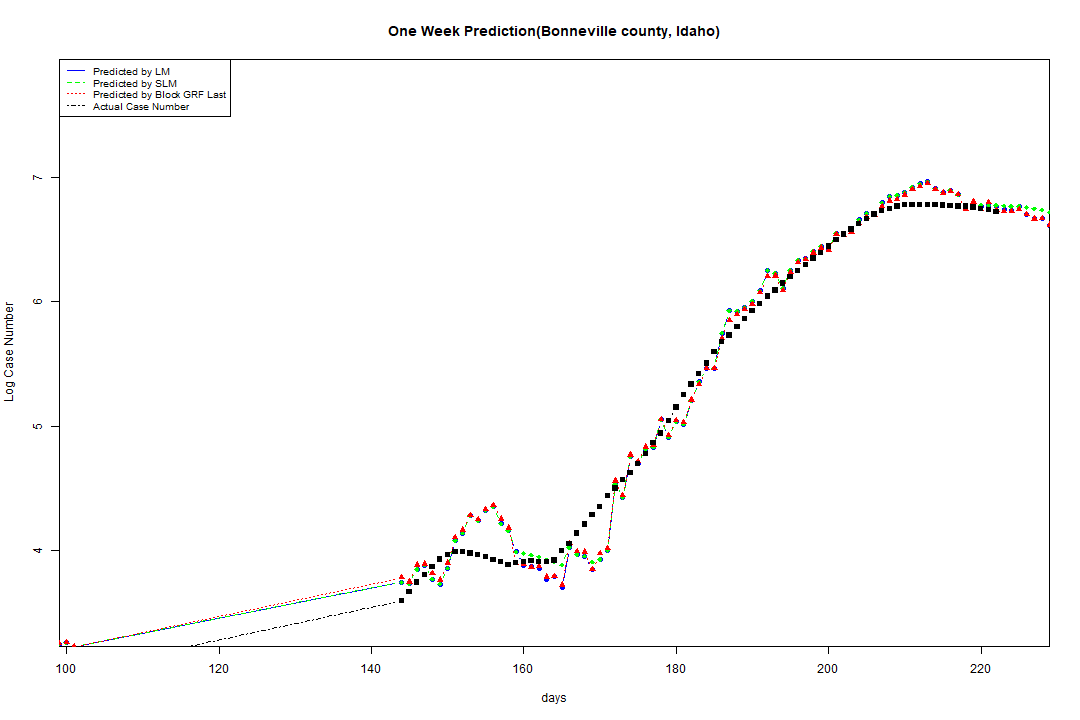 One Week Prediction(Bonneville county, Idaho)
Predicted by LM
Predicted by SLM
Predicted by Block GRF Last
Actual Case Number
7
6
5
4
Log Case Number
100 120 140 160 180 200 220
days